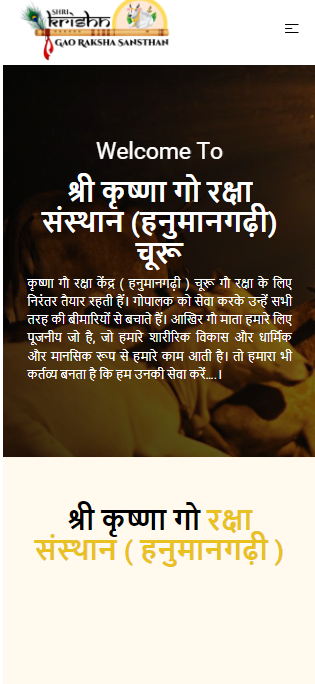 SHRI
krishn
GAO RAKSHA SANSTHAN
Welcome To
श्री कृष्णा गो रक्षा
संस्थान (हनुमानगढ़ी)
चूरू
कृष्णा गौ रक्षा केंद्र ( हनुमानगढ़ी ) चूरू गौ रक्षा के लिए
निरंतर तैयार रहती हैं। गोपालक को सेवा करके उन्हें सभी
तरह की बीमारियों से बचाते हैं। आखिर गौ माता हमारे लिए
पूजनीय जो है, जो हमारे शारीरिक विकास और धार्मिक
और मानसिक रूप से हमारे काम आती है। तो हमारा भी
कर्तव्य बनता है कि हम उनकी सेवा करें....।
श्री कृष्णा गो रक्षा
संस्थान ( हनुमानगढ़ी )